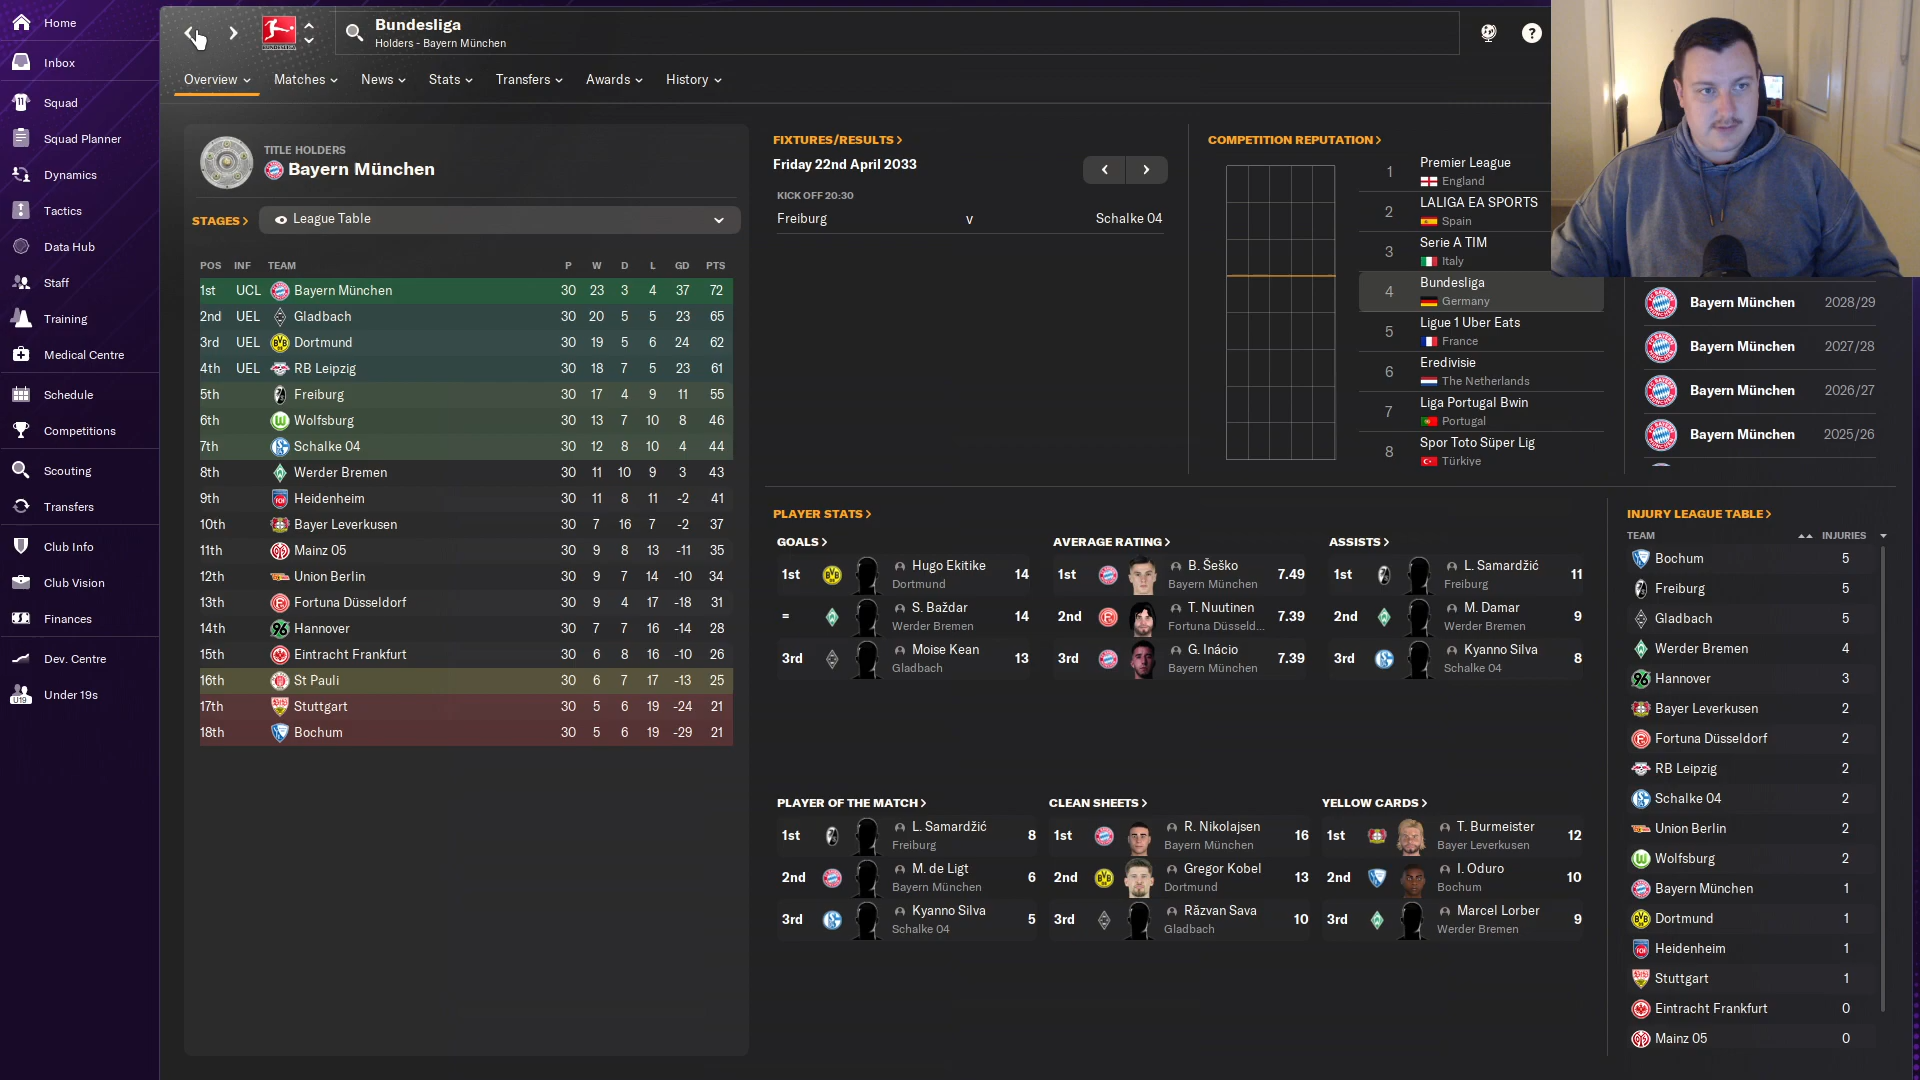 Home
Inbox
Squad
Squad Planner
Dynamics
Tactics
Data Hub
Staff
Training
Medical Centre
Schedule
Competitions
Scouting
Transfers
Club Info
Club Vision
Finances
Dev. Centre
Under 19s
Bundesliga
Holders - Bayern München
Overview
Matches
News
Stats
Transfers
Awards
History
TITLE HOLDERS
Bayern München
STAGES
League Table
POS INF TEAM P W D L GD PTS
1st UCL Bayern München 30 23 3 4 37 72
2nd UEL Gladbach 30 20 5 5 23 65
3rd UEL Dortmund 30 19 5 6 24 62
4th UEL RB Leipzig 30 18 7 5 23 61
5th Freiburg 30 17 4 9 11 55
6th Wolfsburg 30 13 7 10 8 46
7th Schalke 04 30 12 8 10 4 44
8th Werder Bremen 30 11 10 9 3 43
9th Heidenheim 30 11 8 11 -2 41
10th Bayer Leverkusen 30 7 16 7 -2 37
11th Mainz 05 30 9 8 13 -11 35
12th Union Berlin 30 9 7 14 -10 34
13th Fortuna Düsseldorf 30 9 4 17 -18 31
14th Hannover 30 7 7 16 -14 28
15th Eintracht Frankfurt 30 6 8 16 -10 26
16th St Pauli 30 6 7 17 -13 25
17th Stuttgart 30 5 6 19 -24 21
18th Bochum 30 5 6 19 -29 21
FIXTURES/RESULTS
Friday 22nd April 2033
KICK OFF 20:30
Freiburg v Schalke 04
COMPETITION REPUTATION
1 Premier League
England
2 LALIGA EA SPORTS
Spain
3 Serie A TIM
Italy
4 Bundesliga
Germany
5 Ligue 1 Uber Eats
France
6 Eredivisie
The Netherlands
7 Liga Portugal Bwin
Portugal
8 Spor Toto Süper Lig
Türkiye
Bayern München 2028/29
Bayern München 2027/28
Bayern München 2026/27
Bayern München 2025/26
PLAYER STATS
GOALS
1st Hugo Ekitike 14
Dortmund
= S. Baždar 14
Werder Bremen
3rd Moise Kean 13
Gladbach
AVERAGE RATING
1st B. Šeško 7.49
Bayern München
2nd T. Nuutinen 7.39
Fortuna Düsseld...
3rd G. Inácio 7.39
Bayern München
ASSISTS
1st L. Samardžić 11
Freiburg
2nd M. Damar 9
Werder Bremen
3rd Kyanno Silva 8
Schalke 04
PLAYER OF THE MATCH
1st L. Samardžić 8
Freiburg
2nd M. de Ligt 6
Bayern München
3rd Kyanno Silva 5
Schalke 04
CLEAN SHEETS
1st R. Nikolajsen 16
Bayern München
2nd Gregor Kobel 13
Dortmund
3rd Răzvan Sava 10
Gladbach
YELLOW CARDS
1st T. Burmeister 12
Bayer Leverkusen
2nd I. Oduro 10
Bochum
3rd Marcel Lorber 9
Werder Bremen
INJURY LEAGUE TABLE
TEAM INJURIES
Bochum 5
Freiburg 5
Gladbach 5
Werder Bremen 4
Hannover 3
Bayer Leverkusen 2
Fortuna Düsseldorf 2
RB Leipzig 2
Schalke 04 2
Union Berlin 2
Wolfsburg 2
Bayern München 1
Dortmund 1
Heidenheim 1
Stuttgart 1
Eintracht Frankfurt 0
Mainz 05 0